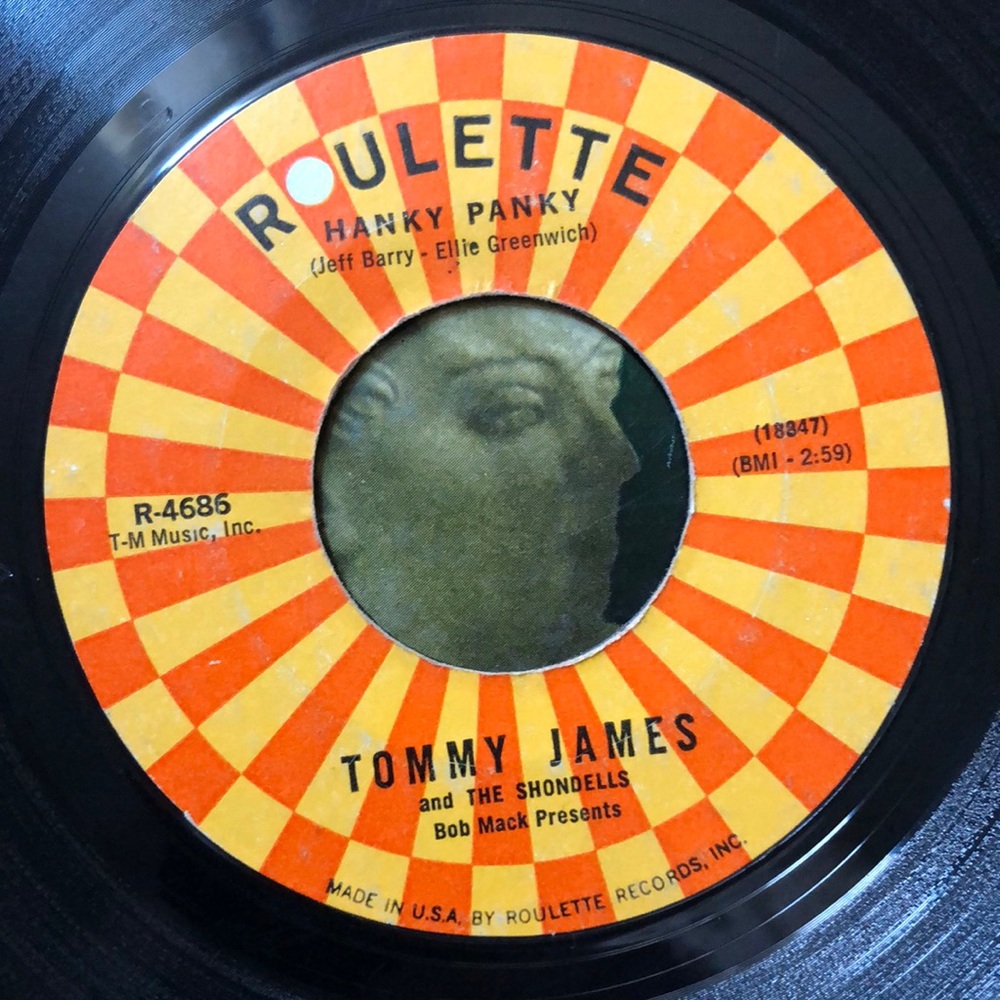 ROULETTE
HANKY PANKY
(Jeff Barry - Ellie Greenwich)
(18847)
(BMI - 2:59)
R-4686
T-M Music, Inc.
TOMMY JAMES
and THE SHONDELLS
Bob Mack Presents
MADE IN U.S.A. BY ROULETTE RECORDS, INC.